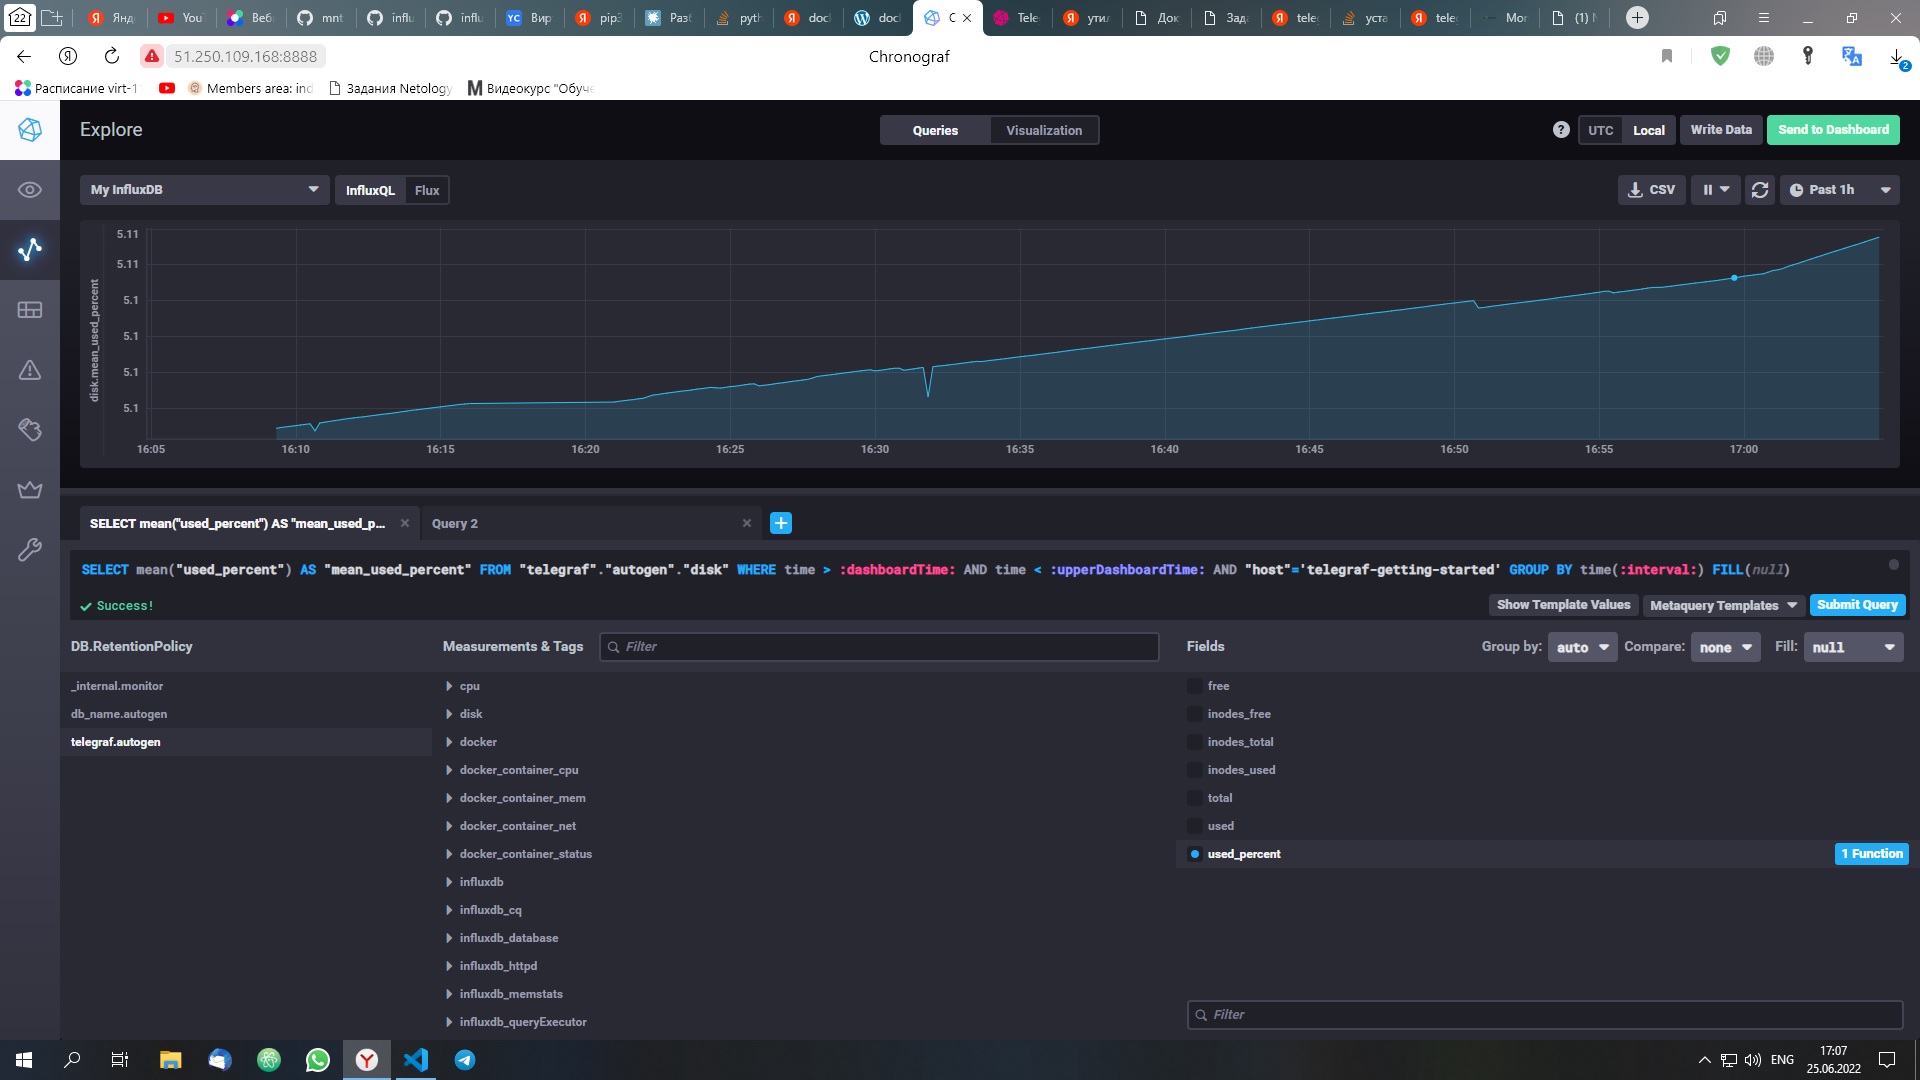 22
Янд
YouT
Веб
mnt
influ
influ
Вир
pip3
Разб
pyth
doc
doc
C
Tele
ути
Док
Зада
tele
уста
tele
Mor
(1)
51.250.109.168:8888
Chronograf
2
Расписание virt-1
Members area: ind
Задания Netology
Видеокурс "Обуче
Explore
Queries
Visualization
?
UTC
Local
Write Data
Send to Dashboard
My InfluxDB
InfluxQL
Flux
CSV
Past 1h
disk.mean_used_percent
5.11
5.11
5.1
5.1
5.1
5.1
16:05
16:10
16:15
16:20
16:25
16:30
16:35
16:40
16:45
16:50
16:55
17:00
SELECT mean("used_percent") AS "mean_used_p...
Query 2
SELECT mean("used_percent") AS "mean_used_percent" FROM "telegraf"."autogen"."disk" WHERE time > :dashboardTime: AND time < :upperDashboardTime: AND "host"='telegraf-getting-started' GROUP BY time(:interval:) FILL(null)
Success!
Show Template Values
Metaquery Templates
Submit Query
DB.RetentionPolicy
Measurements & Tags
Filter
Fields
Group by:
auto
Compare:
none
Fill:
null
_internal.monitor
db_name.autogen
telegraf.autogen
cpu
disk
docker
docker_container_cpu
docker_container_mem
docker_container_net
docker_container_status
influxdb
influxdb_cq
influxdb_database
influxdb_httpd
influxdb_memstats
influxdb_queryExecutor
free
inodes_free
inodes_total
inodes_used
total
used
used_percent
1 Function
Filter
ENG
17:07
25.06.2022